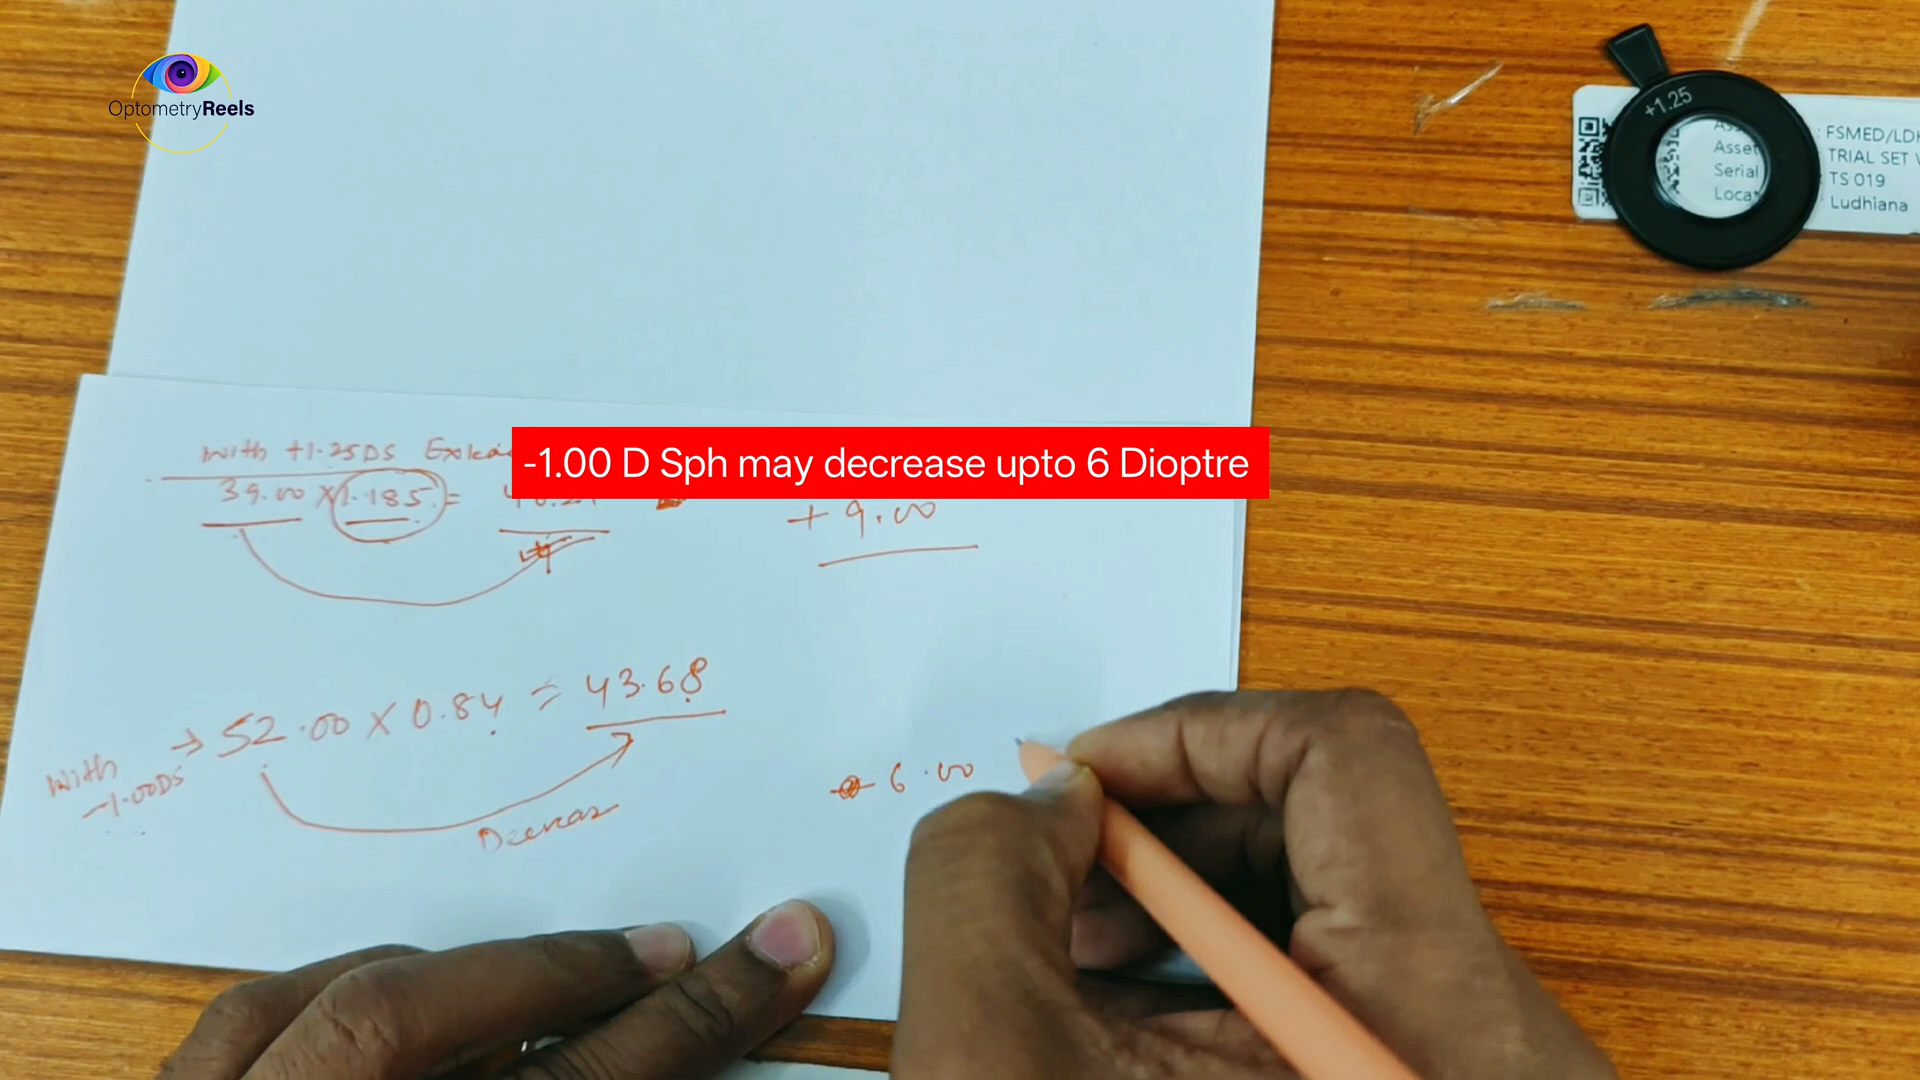 OptometryReels
+1.25
Asset
Serial
: FSMED/LDH
: TRIAL SET
: TS 019
: Ludhiana
with +1.25DS
-1.00 D Sph may decrease upto 6 Dioptre
39.00 × 1.185 =
+ 9.00
52.00 × 0.84 = 43.68
With
-1.00DS
6.00